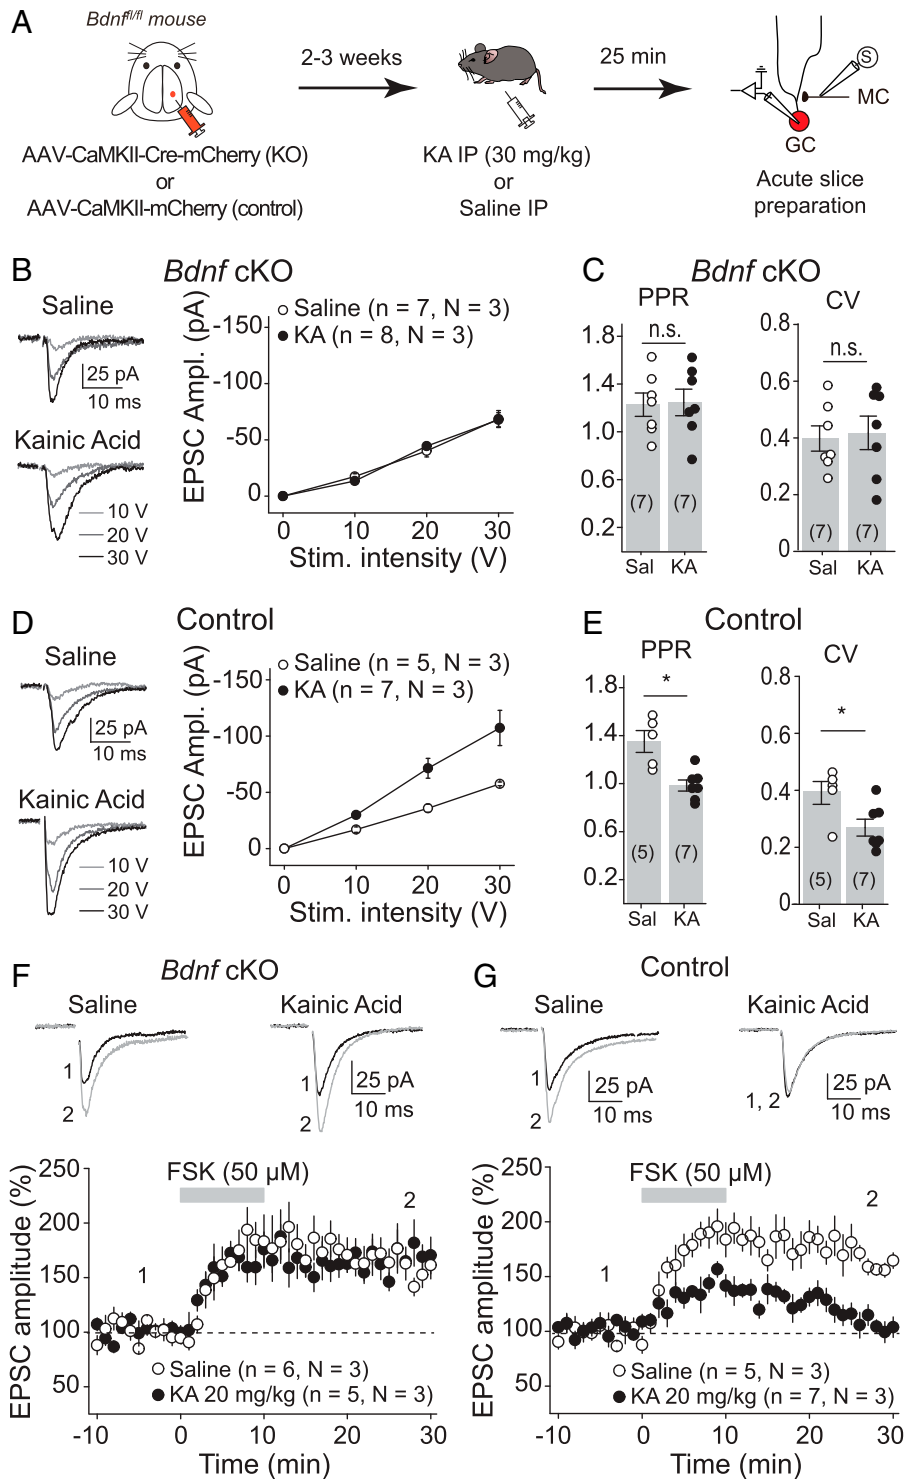 A
Bdnf^fl/fl mouse
2-3 weeks
25 min
S
MC
GC
AAV-CaMKII-Cre-mCherry (KO)
or
AAV-CaMKII-mCherry (control)
KA IP (30 mg/kg)
or
Saline IP
Acute slice
preparation
B
Bdnf cKO
Saline
25 pA
10 ms
Kainic Acid
10 V
20 V
30 V
EPSC Ampl. (pA)
-150
-100
-50
0
Saline (n = 7, N = 3)
KA (n = 8, N = 3)
0 10 20 30
Stim. intensity (V)
C
Bdnf cKO
PPR
1.8
1.4
1.2
0.6
0.2
n.s.
(7) (7)
Sal KA
CV
0.8
0.6
0.4
0.2
0
n.s.
(7) (7)
Sal KA
D
Control
Saline
25 pA
10 ms
Kainic Acid
10 V
20 V
30 V
EPSC Ampl. (pA)
-150
-100
-50
0
Saline (n = 5, N = 3)
KA (n = 7, N = 3)
0 10 20 30
Stim. intensity (V)
E
Control
PPR
1.8
1.4
1.0
0.6
0.2
*
(5) (7)
Sal KA
CV
0.8
0.6
0.4
0.2
0
*
(5) (7)
Sal KA
F
Bdnf cKO
Saline
1
2
Kainic Acid
1
2
25 pA
10 ms
EPSC amplitude (%)
250
200
150
100
50
FSK (50 µM)
1
2
Saline (n = 6, N = 3)
KA 20 mg/kg (n = 5, N = 3)
-10 0 10 20 30
Time (min)
G
Control
Saline
1
2
25 pA
10 ms
Kainic Acid
1, 2
25 pA
10 ms
EPSC amplitude (%)
250
200
150
100
50
FSK (50 µM)
1
2
Saline (n = 5, N = 3)
KA 20 mg/kg (n = 7, N = 3)
-10 0 10 20 30
Time (min)